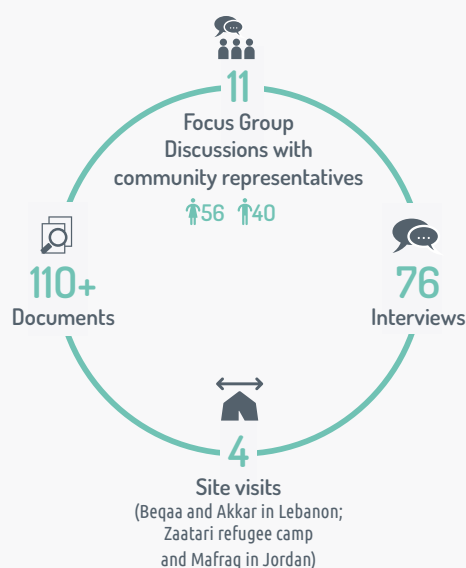 11
Focus Group
Discussions with
community representatives
56 40
110+
Documents
76
Interviews
4
Site visits
(Beqaa and Akkar in Lebanon;
Zaatari refugee camp
and Mafraq in Jordan)